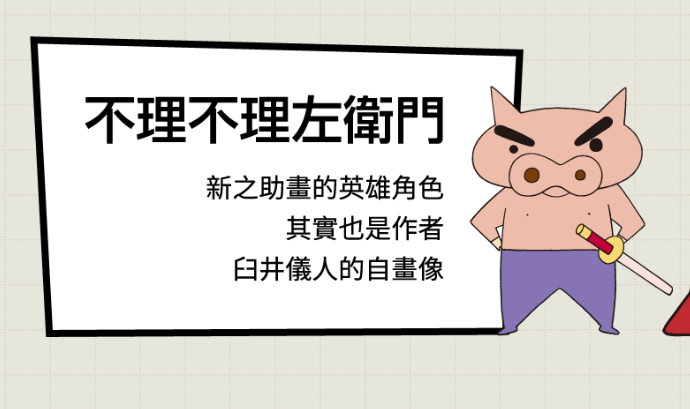 不理不理左衛門
新之助畫的英雄角色
其實也是作者
臼井儀人的自畫像